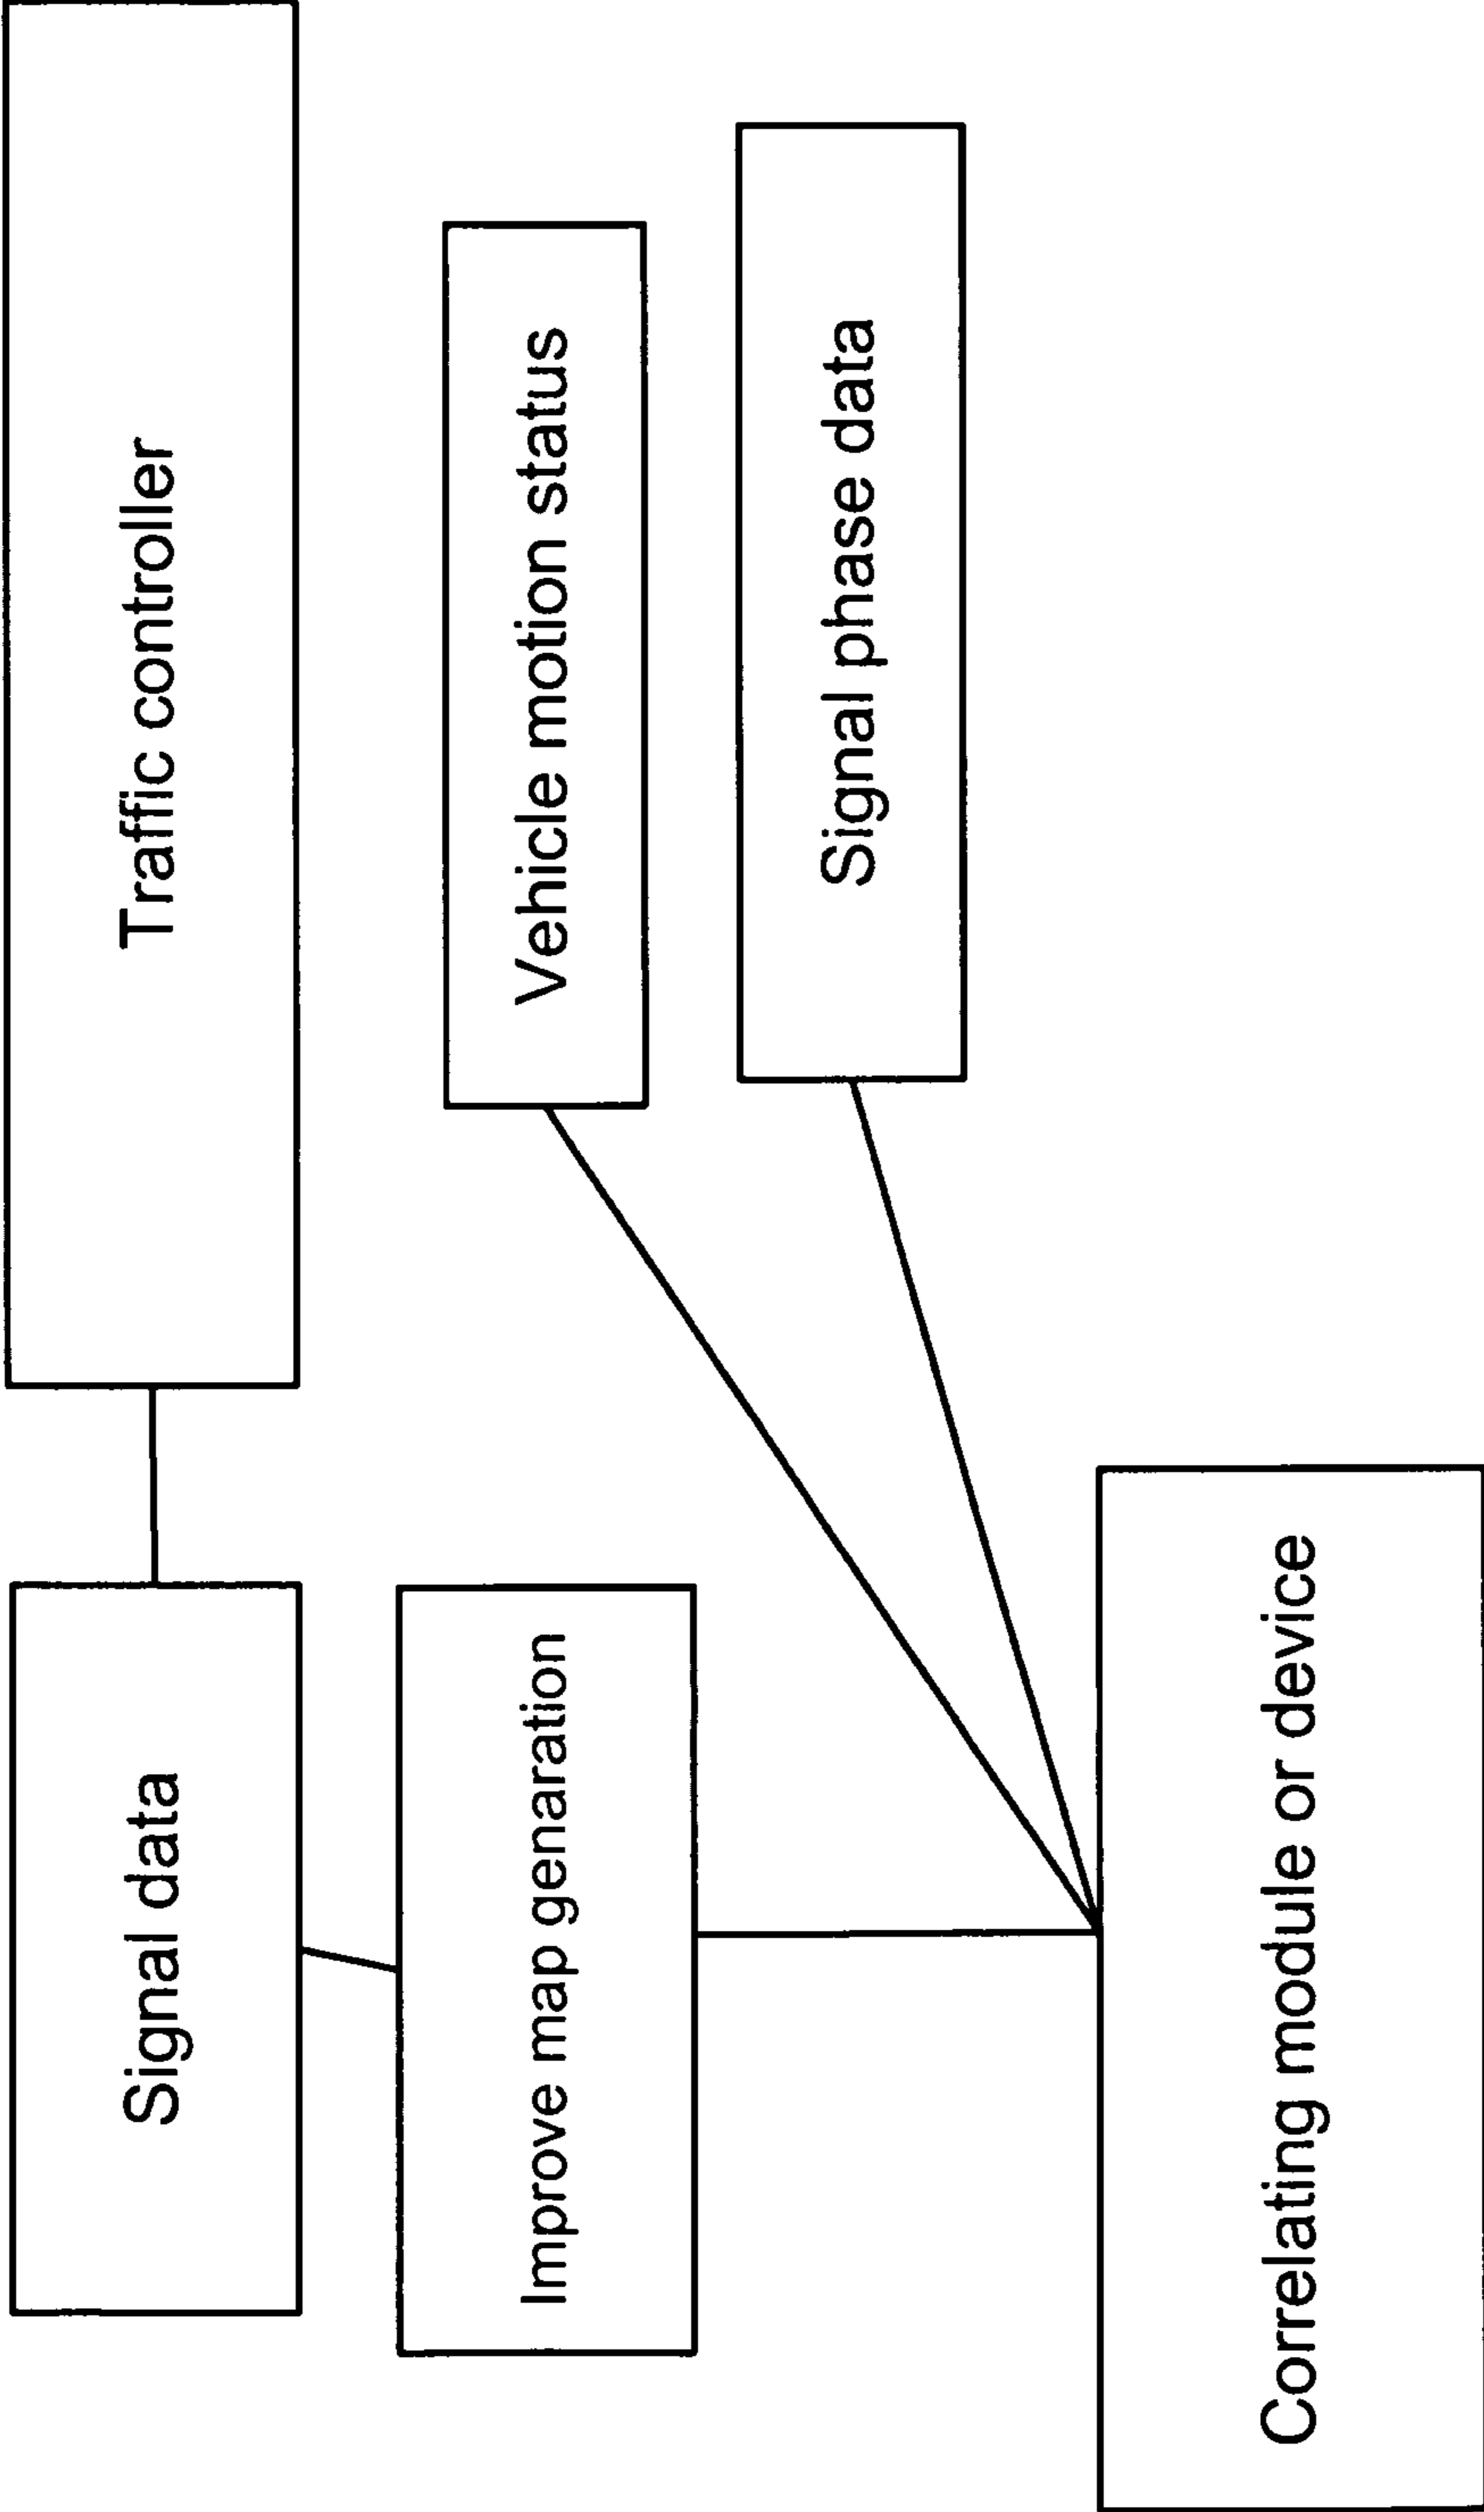 Signal data
Traffic controller
Improve map genaration
Vehicle motion status
Signal phase data
Correlating module or device